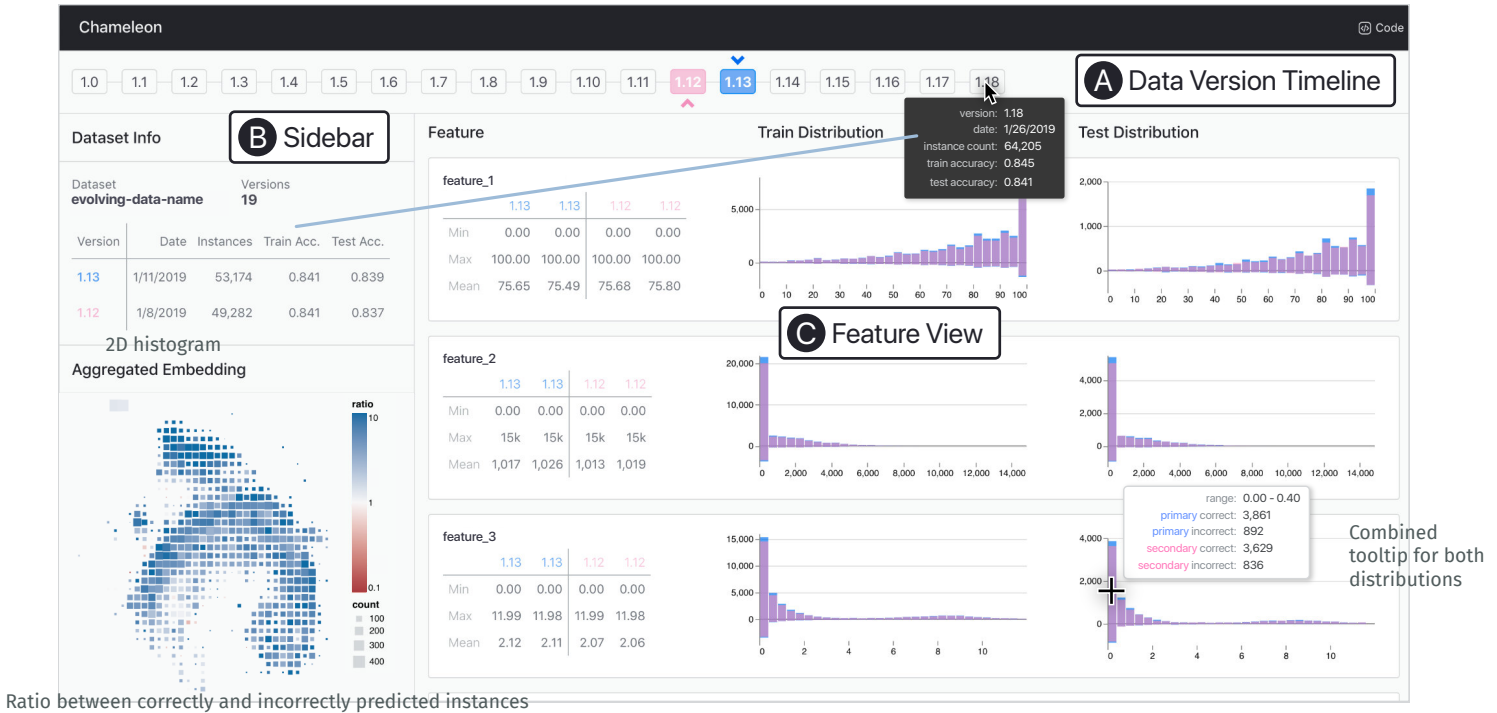 Chameleon
Code
1.0 1.1 1.2 1.3 1.4 1.5 1.6 1.7 1.8 1.9 1.10 1.11 1.12 1.13 1.14 1.15 1.16 1.17 1.18
A Data Version Timeline
version: 1.18
date: 1/26/2019
instance count: 64,205
train accuracy: 0.845
test accuracy: 0.841
Dataset Info
B Sidebar
Dataset Versions
evolving-data-name 19
Version Date Instances Train Acc. Test Acc.
1.13 1/11/2019 53,174 0.841 0.839
1.12 1/8/2019 49,282 0.841 0.837
2D histogram
Aggregated Embedding
ratio
10
1
0.1
count
100
200
300
400
Ratio between correctly and incorrectly predicted instances
Feature Train Distribution Test Distribution
feature_1
1.13 1.13 1.12 1.12
Min 0.00 0.00 0.00 0.00
Max 100.00 100.00 100.00 100.00
Mean 75.65 75.49 75.68 75.80
5,000
0
0 10 20 30 40 50 60 70 80 90 100
2,000
1,000
0
0 10 20 30 40 50 60 70 80 90 100
C Feature View
feature_2
1.13 1.13 1.12 1.12
Min 0.00 0.00 0.00 0.00
Max 15k 15k 15k 15k
Mean 1,017 1,026 1,013 1,019
20,000
10,000
0
0 2,000 4,000 6,000 8,000 10,000 12,000 14,000
4,000
2,000
0
0 2,000 4,000 6,000 8,000 10,000 12,000 14,000
feature_3
1.13 1.13 1.12 1.12
Min 0.00 0.00 0.00 0.00
Max 11.99 11.98 11.99 11.98
Mean 2.12 2.11 2.07 2.06
15,000
10,000
5,000
0
0 2 4 6 8 10
4,000
2,000
0
0 2 4 6 8 10
range: 0.00 - 0.40
primary correct: 3,861
primary incorrect: 892
secondary correct: 3,629
secondary incorrect: 836
Combined
tooltip for both
distributions